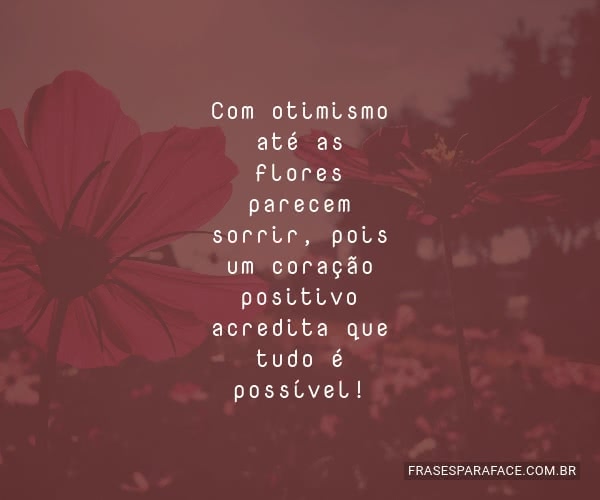 Com otimismo
até as
flores
parecem
sorrir, pois
um coração
positivo
acredita que
tudo é
possível!
FRASESPARAFACE.COM.BR